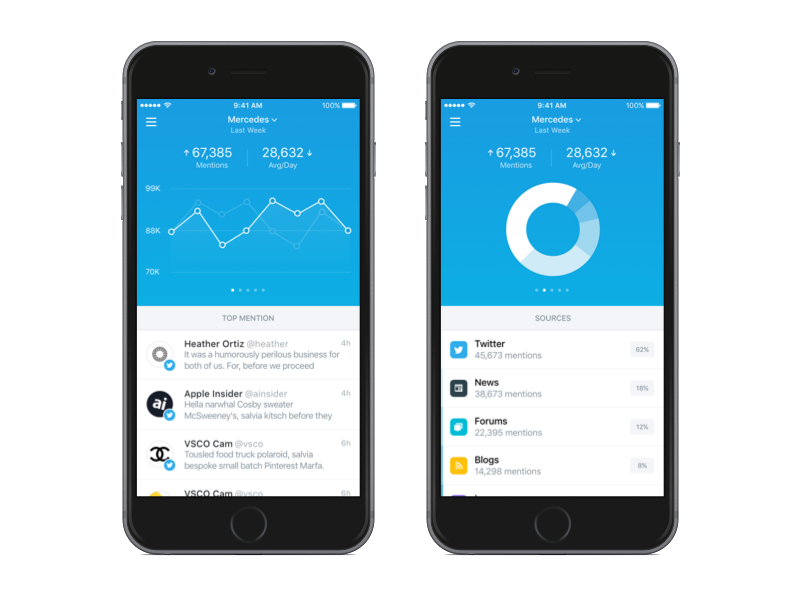 9:41 AM
100%
Mercedes
Last Week
67,385
Mentions
28,632
Avg/Day
99K
88K
70K
TOP MENTION
Heather Ortiz @heather
4h
It was a humorously perilous business for
both of us. For, before we proceed
ai
Apple Insider @ainsider
4h
Hella narwhal Cosby sweater
McSweeney's, salvia kitsch before they
VSCO Cam @vsco
6h
Tousled food truck polaroid, salvia
bespoke small batch Pinterest Marfa.
VSCO Cam @vsco
6h
9:41 AM
100%
Mercedes
Last Week
67,385
Mentions
28,632
Avg/Day
SOURCES
Twitter
45,673 mentions
62%
News
38,673 mentions
18%
Forums
22,395 mentions
12%
Blogs
14,298 mentions
8%